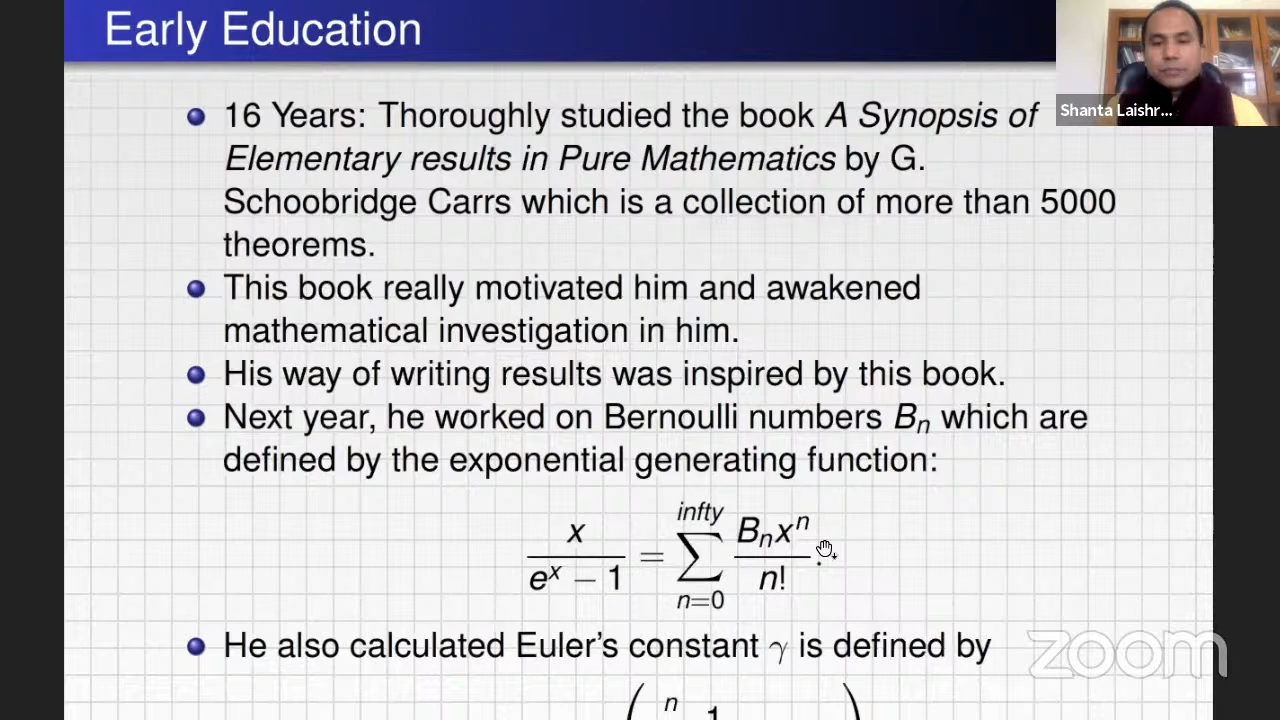 Early Education
Shanta Laishr...
16 Years: Thoroughly studied the book A Synopsis of
Elementary results in Pure Mathematics by G.
Schoobridge Carrs which is a collection of more than 5000
theorems.
This book really motivated him and awakened
mathematical investigation in him.
His way of writing results was inspired by this book.
Next year, he worked on Bernoulli numbers Bₙ which are
defined by the exponential generating function:
x / (eˣ − 1) = ∑ₙ₌₀^infty Bₙxⁿ / n! .
He also calculated Euler's constant γ is defined by
zoom
( n 1 )